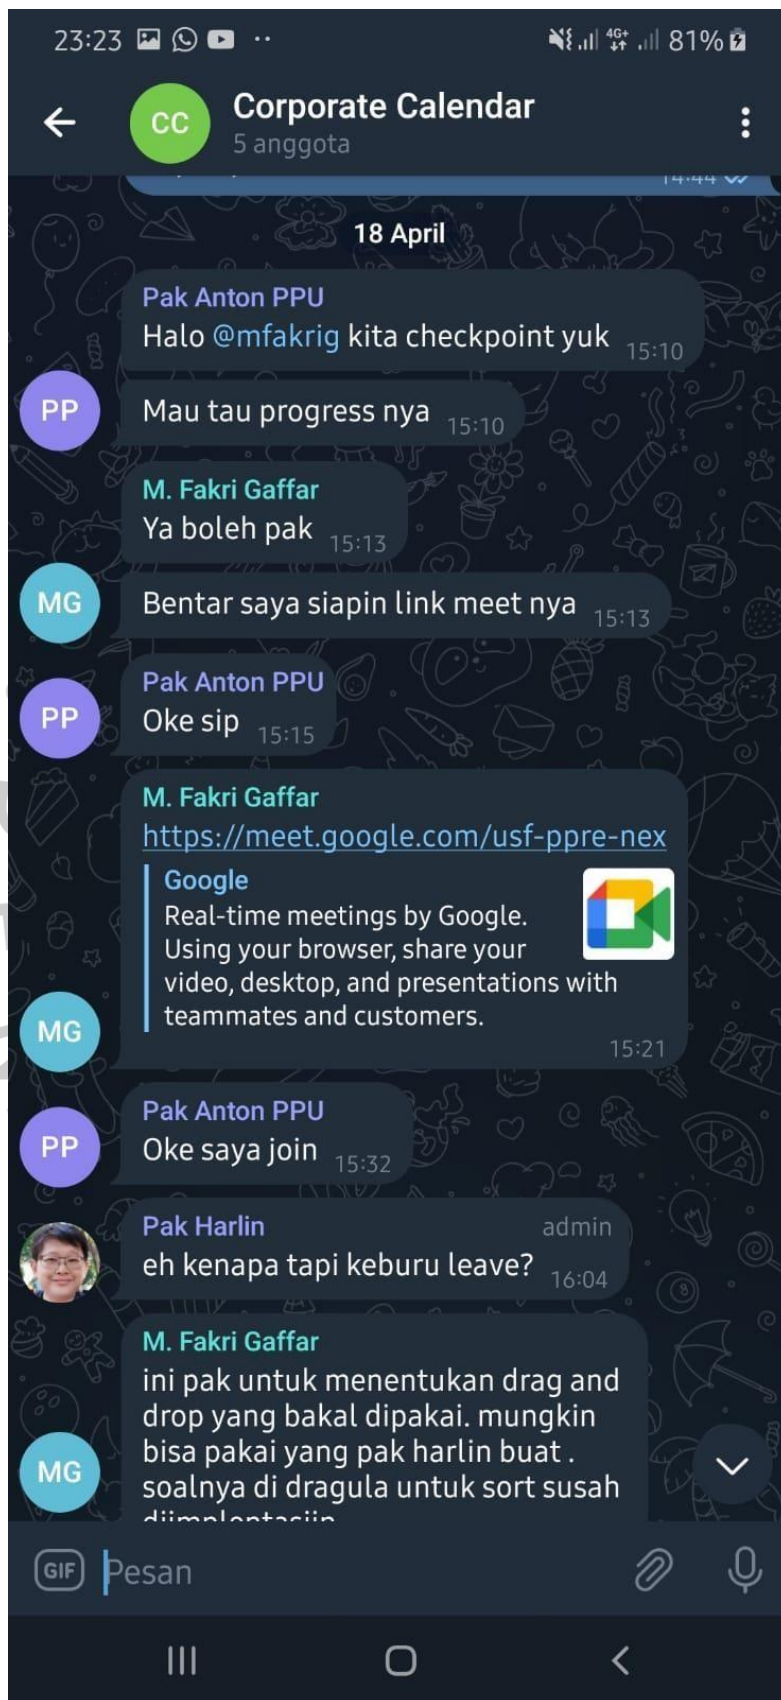 23:23
4G+
81%
CC
Corporate Calendar
5 anggota
14:44
18 April
Pak Anton PPU
Halo @mfakrig kita checkpoint yuk 15:10
PP
Mau tau progress nya 15:10
M. Fakri Gaffar
Ya boleh pak 15:13
MG
Bentar saya siapin link meet nya 15:13
Pak Anton PPU
PP
Oke sip 15:15
M. Fakri Gaffar
https://meet.google.com/usf-ppre-nex
Google
Real-time meetings by Google.
Using your browser, share your
video, desktop, and presentations with
teammates and customers.
MG
15:21
Pak Anton PPU
PP
Oke saya join 15:32
Pak Harlin admin
eh kenapa tapi keburu leave? 16:04
M. Fakri Gaffar
ini pak untuk menentukan drag and
drop yang bakal dipakai. mungkin
bisa pakai yang pak harlin buat .
MG
soalnya di dragula untuk sort susah
GIF
Pesan